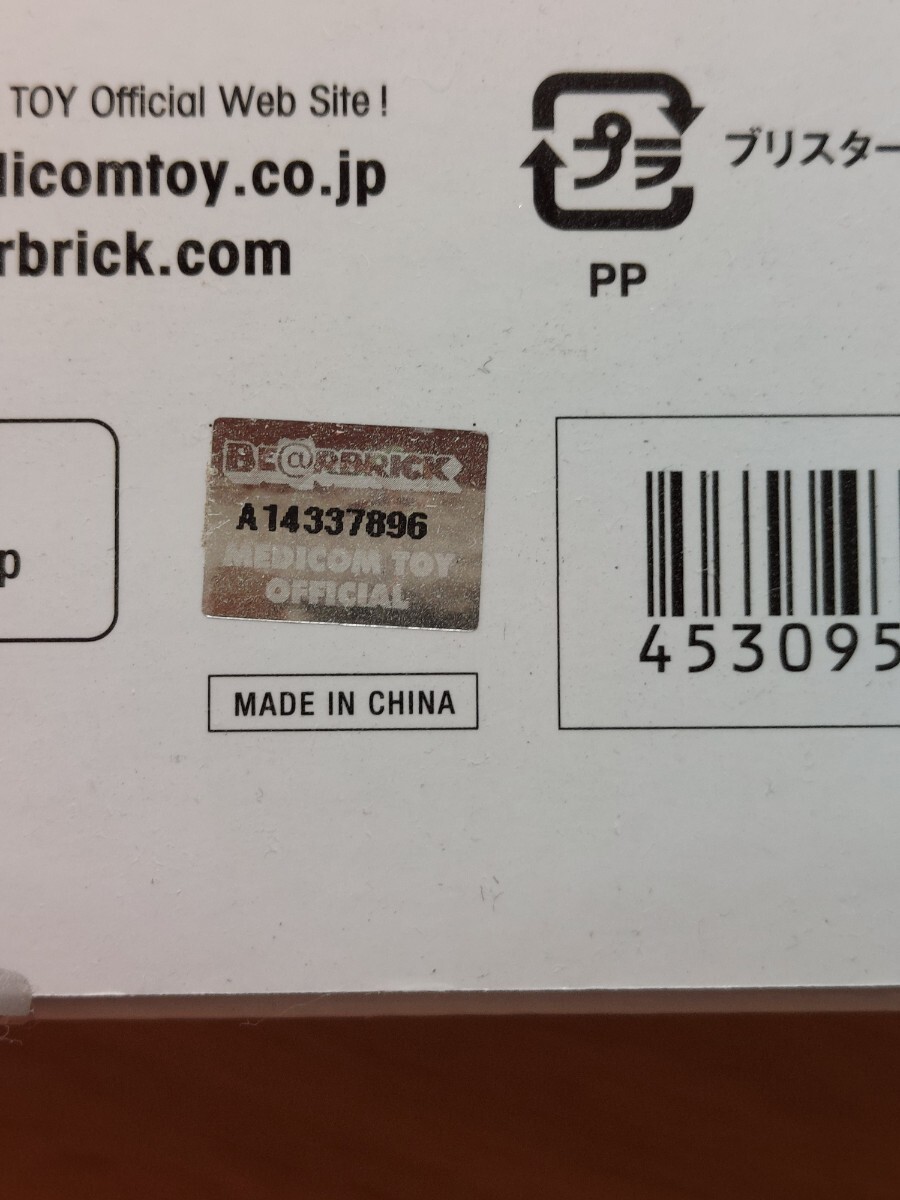 TOY Official Web Site !
licomtoy.co.jp
rbrick.com
プラ
ブリスター
PP
p
BE@RBRICK
A14337896
MEDICOM TOY
OFFICIAL
MADE IN CHINA
453095